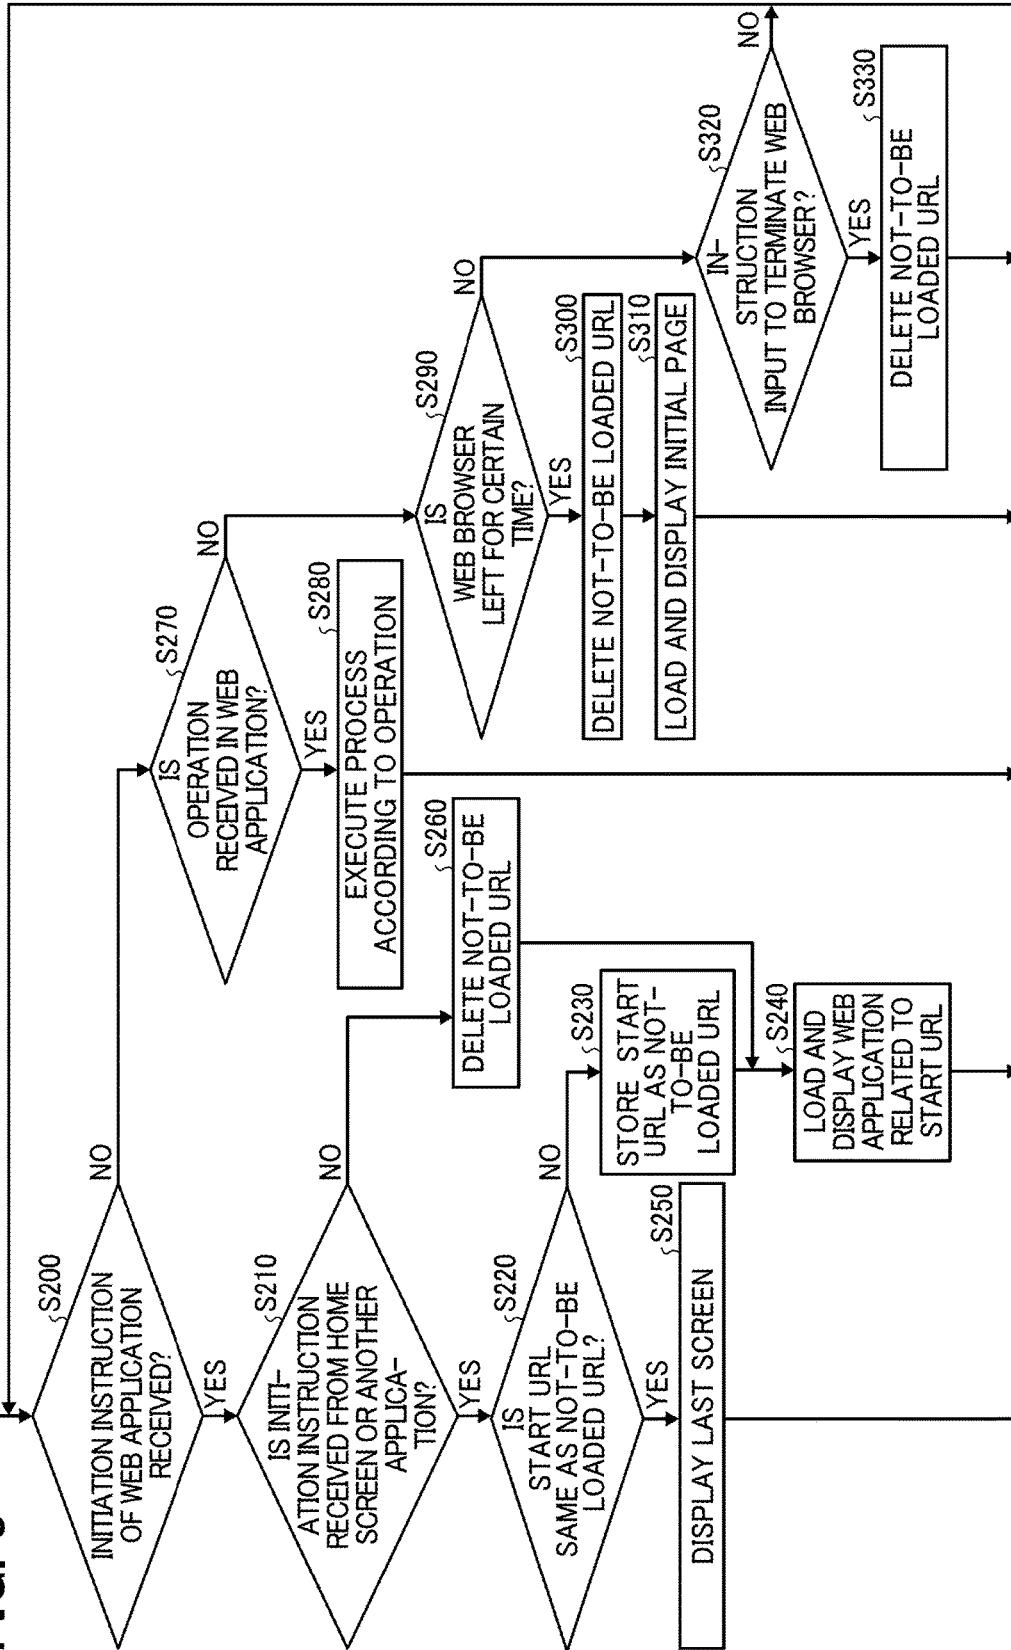 S200
INITIATION INSTRUCTION
OF WEB APPLICATION
RECEIVED?
NO
YES
S210
IS INITI-
ATION INSTRUCTION
RECEIVED FROM HOME
SCREEN OR ANOTHER
APPLICA-
TION?
NO
YES
S220
IS
START URL
SAME AS NOT-TO-BE
LOADED URL?
NO
YES
S250
DISPLAY LAST SCREEN
S230
STORE START
URL AS NOT-
TO-BE
LOADED URL
S240
LOAD AND
DISPLAY WEB
APPLICATION
RELATED TO
START URL
S260
DELETE NOT-TO-BE
LOADED URL
S270
IS
OPERATION
RECEIVED IN WEB
APPLICATION?
NO
YES
S280
EXECUTE PROCESS
ACCORDING TO OPERATION
S290
IS
WEB BROWSER
LEFT FOR CERTAIN
TIME?
NO
YES
S300
DELETE NOT-TO-BE LOADED URL
S310
LOAD AND DISPLAY INITIAL PAGE
S320
IN-
STRUCTION
INPUT TO TERMINATE WEB
BROWSER?
NO
YES
S330
DELETE NOT-TO-BE
LOADED URL